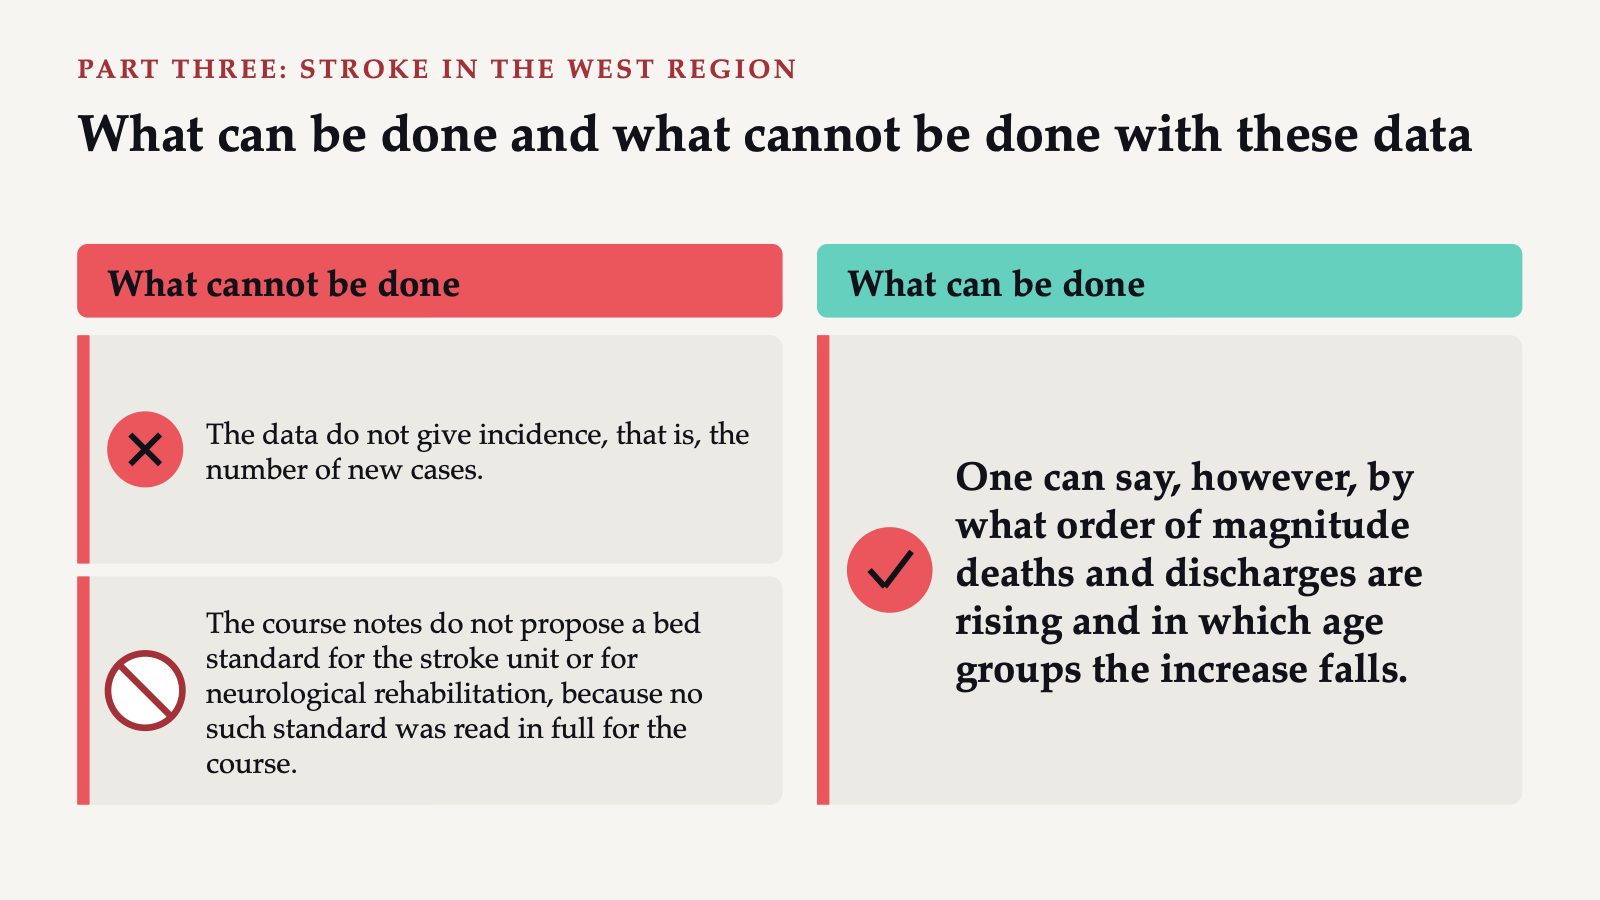 PART THREE: STROKE IN THE WEST REGION
What can be done and what cannot be done with these data
What cannot be done
The data do not give incidence, that is, the
number of new cases.
The course notes do not propose a bed
standard for the stroke unit or for
neurological rehabilitation, because no
such standard was read in full for the
course.
What can be done
One can say, however, by
what order of magnitude
deaths and discharges are
rising and in which age
groups the increase falls.